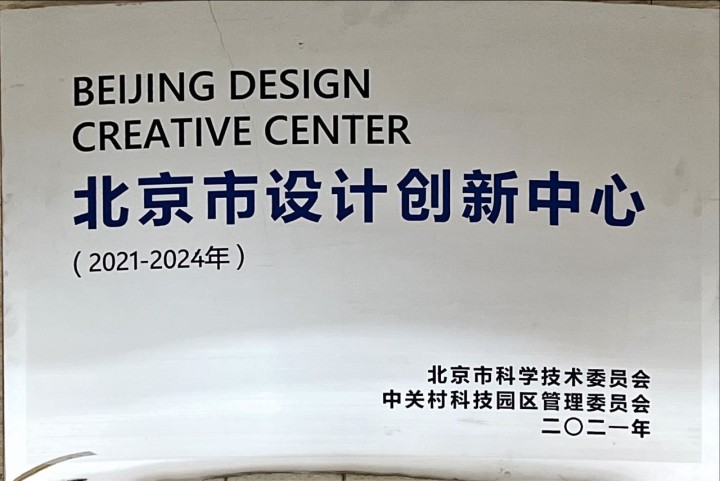 BEIJING DESIGN
CREATIVE CENTER
北京市设计创新中心
(2021-2024年)
北京市科学技术委员会
中关村科技园区管理委员会
二〇二一年